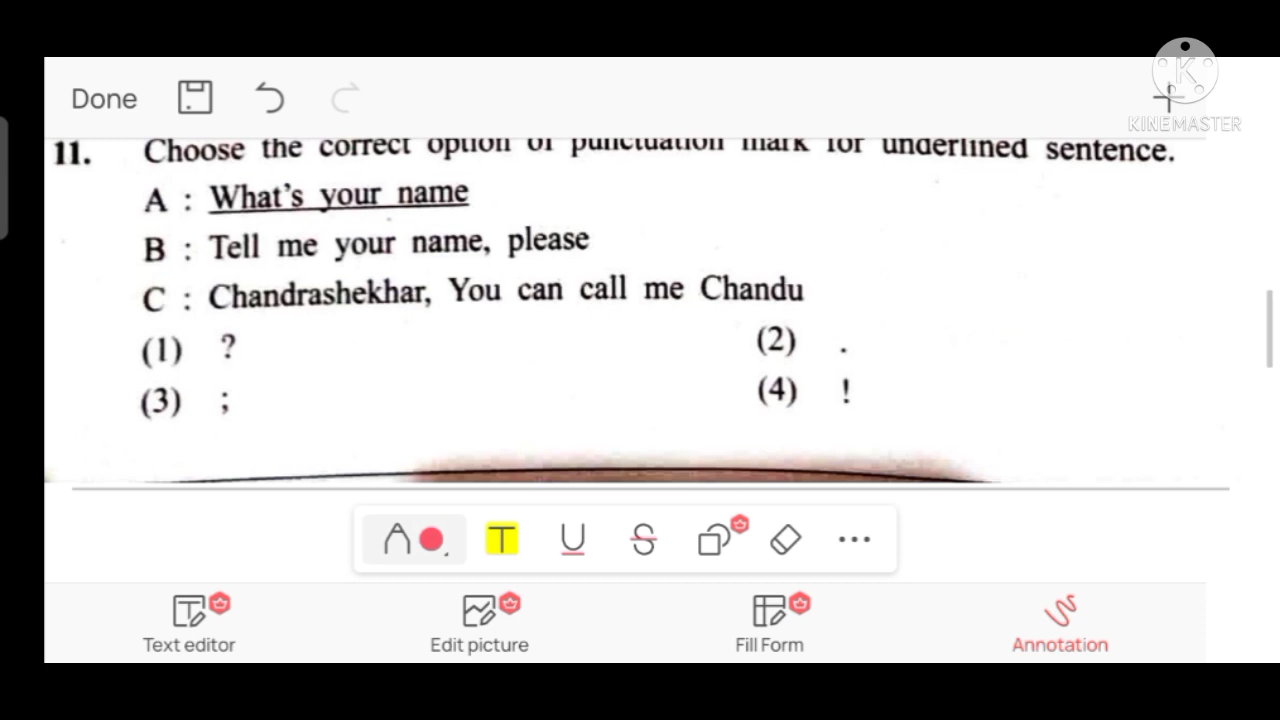 Done
KINEMASTER
11. Choose the correct option of punctuation mark for underlined sentence.
A : What's your name
B : Tell me your name, please
C : Chandrashekhar, You can call me Chandu
(1) ? (2) .
(3) ; (4) !
Text editor Edit picture Fill Form Annotation